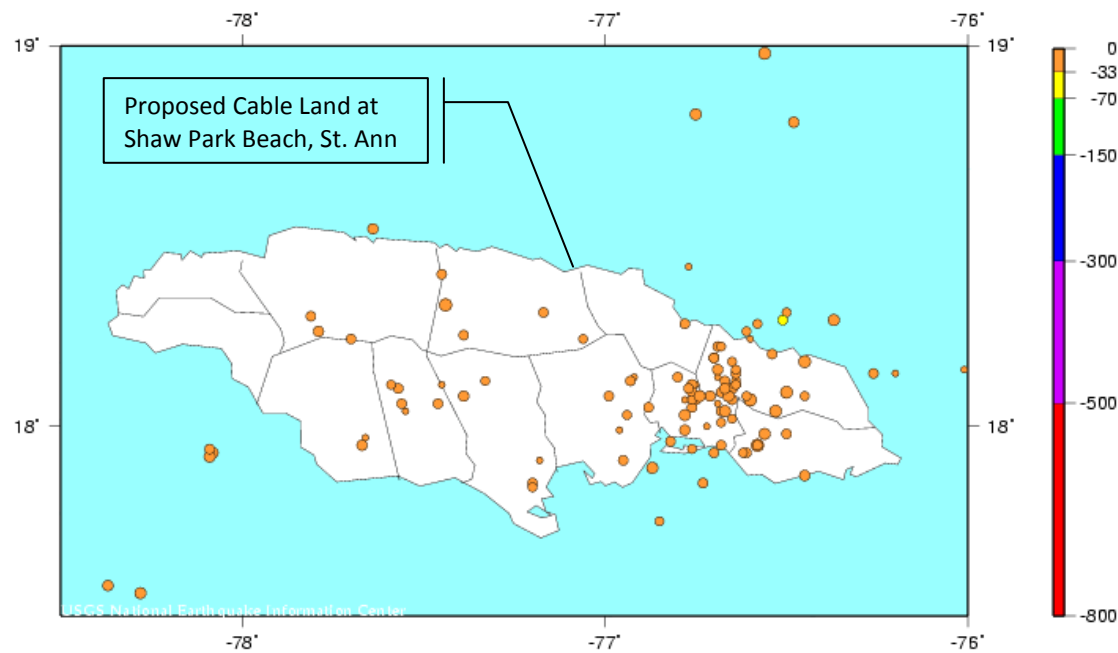 -78° -77° -76°
19° 19°
Proposed Cable Land at
Shaw Park Beach, St. Ann
18° 18°
USGS National Earthquake Information Center
-78° -77° -76°
0
-33
-70
-150
-300
-500
-800